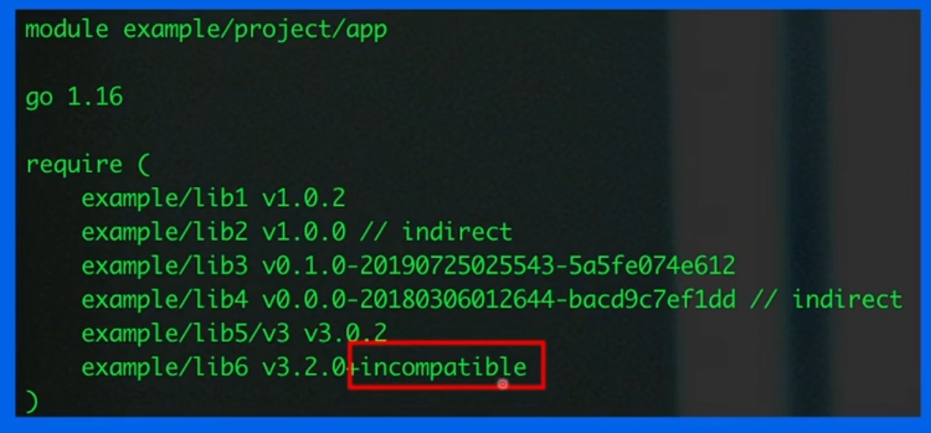 module example/project/app
go 1.16
require (
example/lib1 v1.0.2
example/lib2 v1.0.0 // indirect
example/lib3 v0.1.0-20190725025543-5a5fe074e612
example/lib4 v0.0.0-20180306012644-bacd9c7ef1dd // indirect
example/lib5/v3 v3.0.2
example/lib6 v3.2.0+incompatible
)